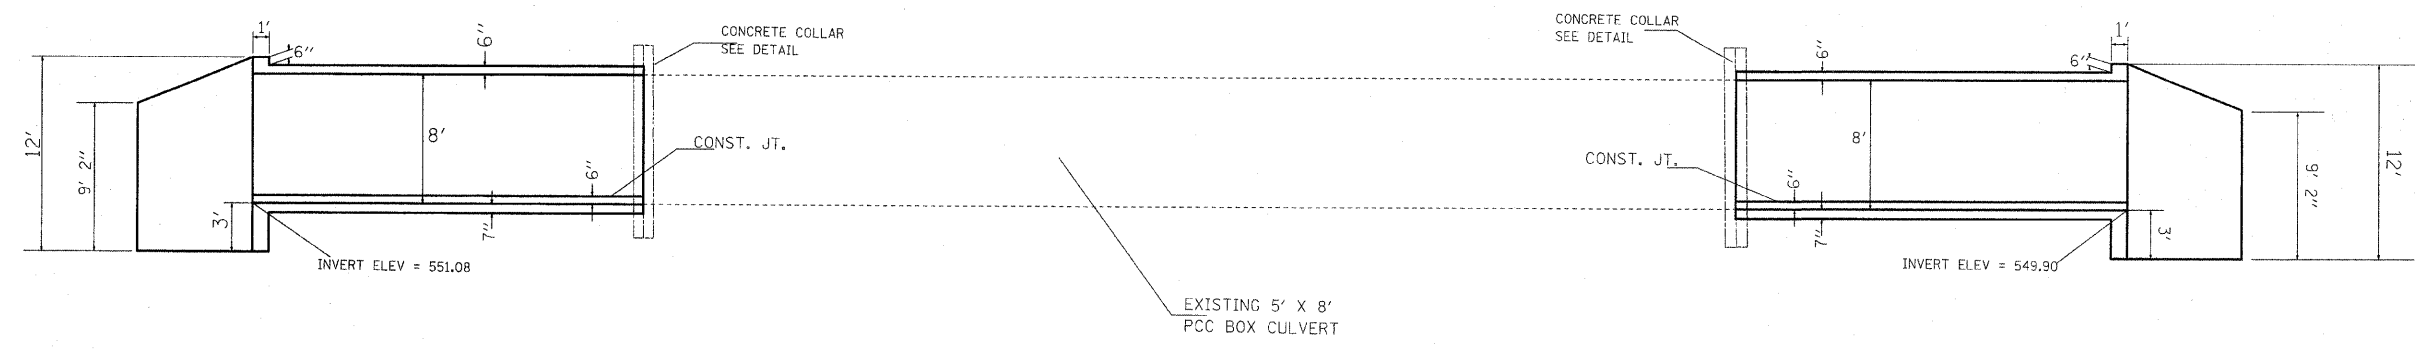 1'
6"
6"
CONCRETE COLLAR
SEE DETAIL
12'
9' 2"
8'
CONST. JT.
6"
3'
7"
INVERT ELEV = 551.08
EXISTING 5' X 8'
PCC BOX CULVERT
CONCRETE COLLAR
SEE DETAIL
1'
6"
6"
8'
CONST. JT.
6"
7"
3'
9' 2"
12'
INVERT ELEV = 549.90